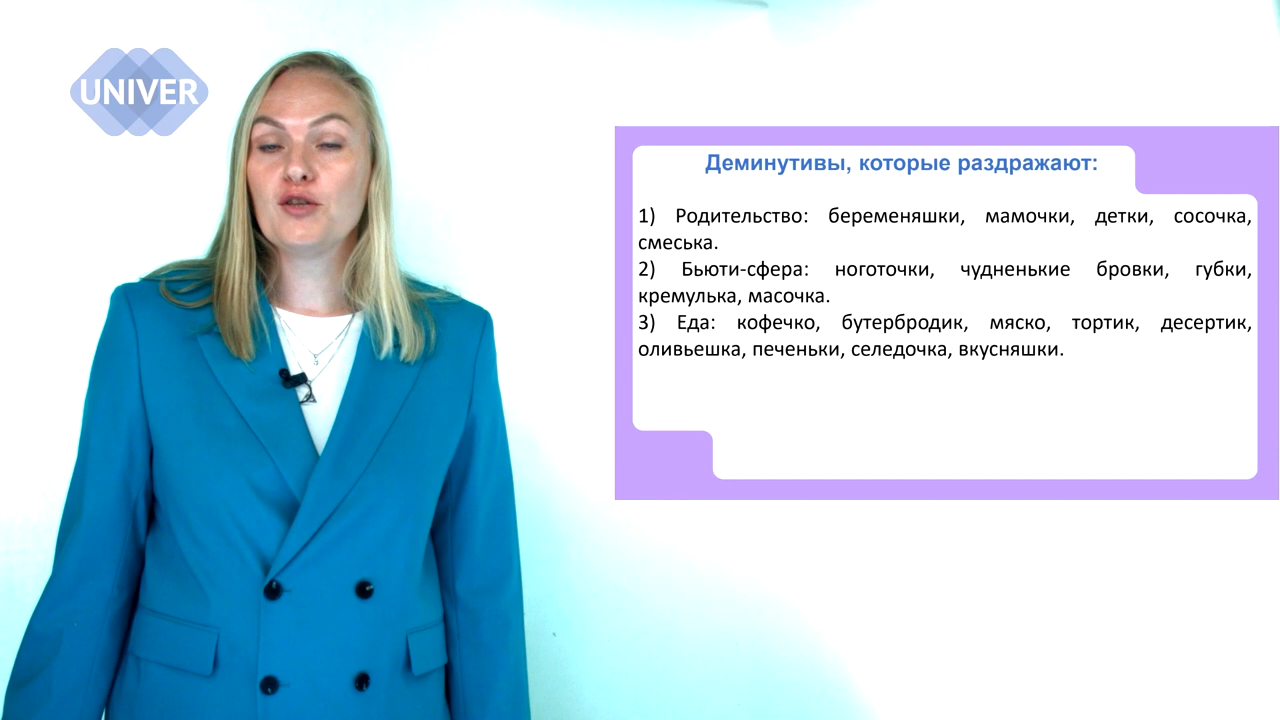 UNIVER
Деминутивы, которые раздражают:
1) Родительство: беременяшки, мамочки, детки, сосочка,
смеська.
2) Бьюти-сфера: ноготочки, чудненькие бровки, губки,
кремулька, масочка.
3) Еда: кофечко, бутербродик, мяско, тортик, десертик,
оливьешка, печеньки, селедочка, вкусняшки.